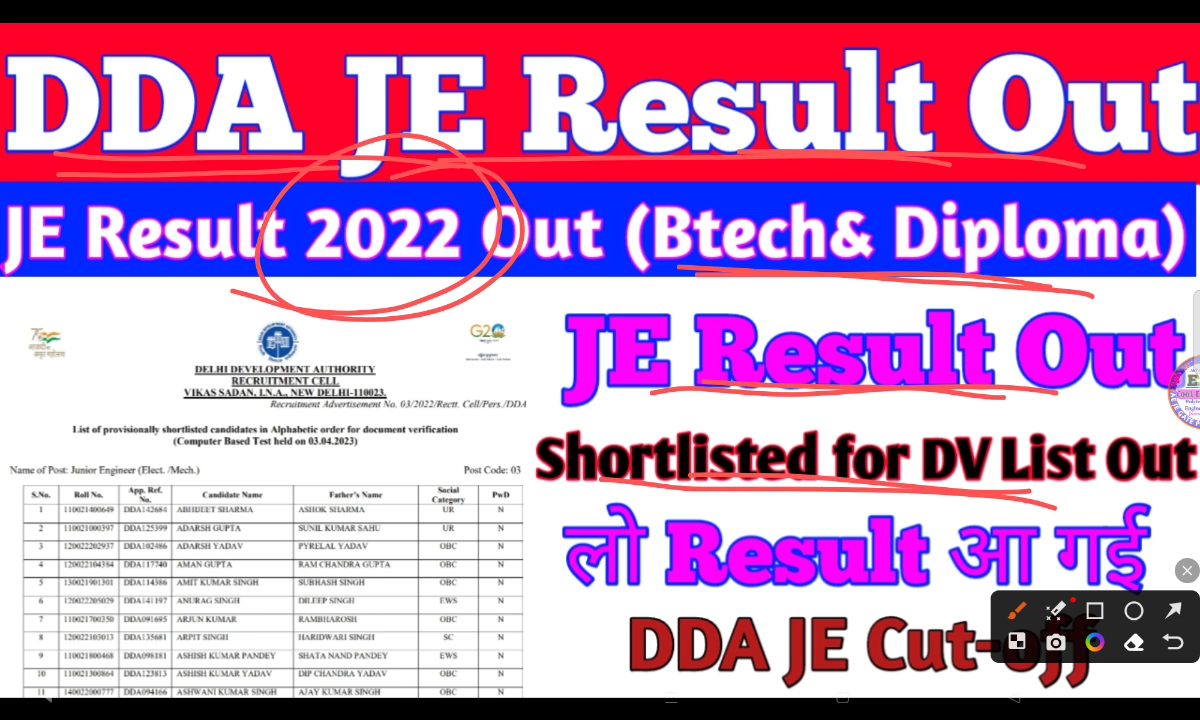 DDA JE Result Out
JE Result 2022 Out (Btech& Diploma)
G20
DELHI DEVELOPMENT AUTHORITY
RECRUITMENT CELL
VIKAS SADAN, I.N.A., NEW DELHI-110023.
Recruitment Advertisement No. 03/2022/Rectt. Cell/Pers./DDA
List of provisionally shortlisted candidates in Alphabetic order for document verification
(Computer Based Test held on 03.04.2023)
Name of Post: Junior Engineer (Elect. /Mech.) Post Code: 03
S.No. Roll No. App. Ref. No. Candidate Name Father's Name Social Category PwD
1 110021400649 DDA142684 ABHIJEET SHARMA ASHOK SHARMA UR N
2 110021000397 DDA125399 ADARSH GUPTA SUNIL KUMAR SAHU UR N
3 120022202937 DDA102486 ADARSH YADAV PYRELAL YADAV OBC N
4 120022104384 DDA117740 AMAN GUPTA RAM CHANDRA GUPTA OBC N
5 130021901301 DDA114386 AMIT KUMAR SINGH SUBHASH SINGH OBC N
6 120022205029 DDA141197 ANURAG SINGH DILEEP SINGH EWS N
7 110021700350 DDA091695 ARJUN KUMAR RAMBHAROSH OBC N
8 120022103013 DDA135681 ARPIT SINGH HARIDWARI SINGH SC N
9 110021800468 DDA098181 ASHISH KUMAR PANDEY SHATA NAND PANDEY EWS N
10 110021300864 DDA123813 ASHISH KUMAR YADAV DIP CHANDRA YADAV OBC N
11 140022000777 DDA094166 ASHWANI KUMAR SINGH AJAY KUMAR SINGH OBC N
JE Result Out
Shortlisted for DV List Out
लो Result आ गई
DDA JE Cut-off